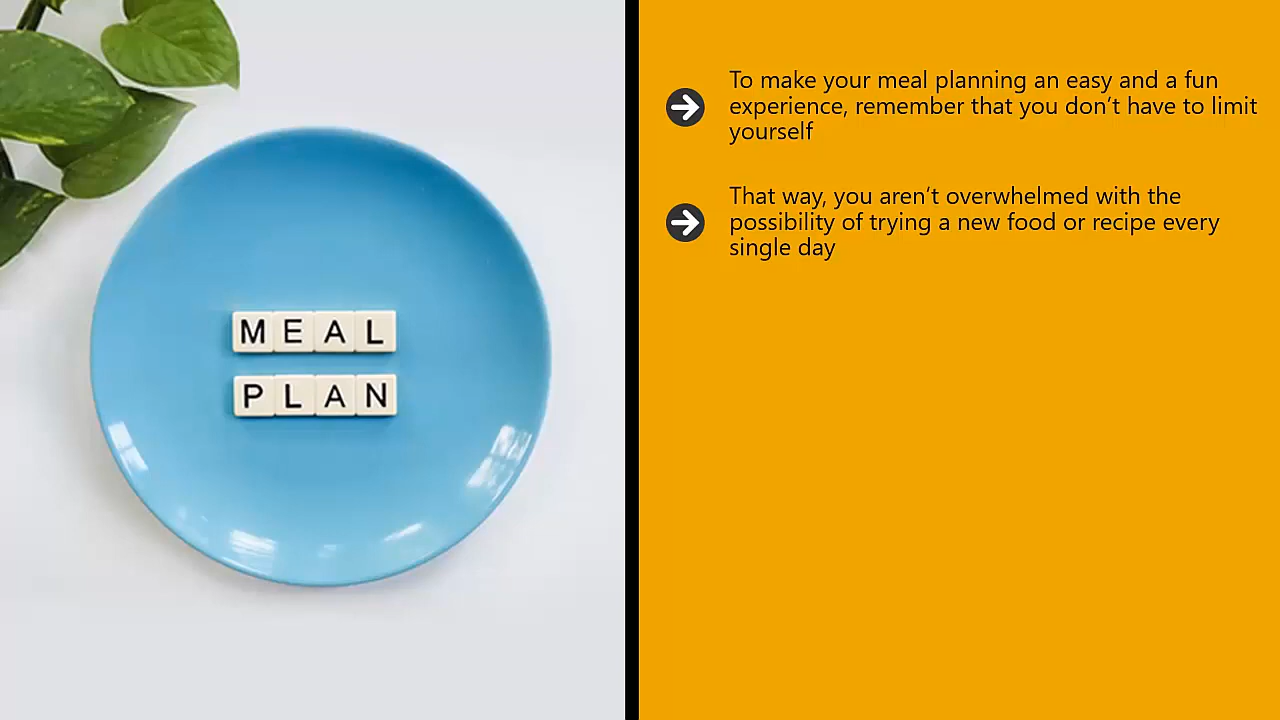 MEAL
PLAN
To make your meal planning an easy and a fun
experience, remember that you don't have to limit
yourself
That way, you aren't overwhelmed with the
possibility of trying a new food or recipe every
single day